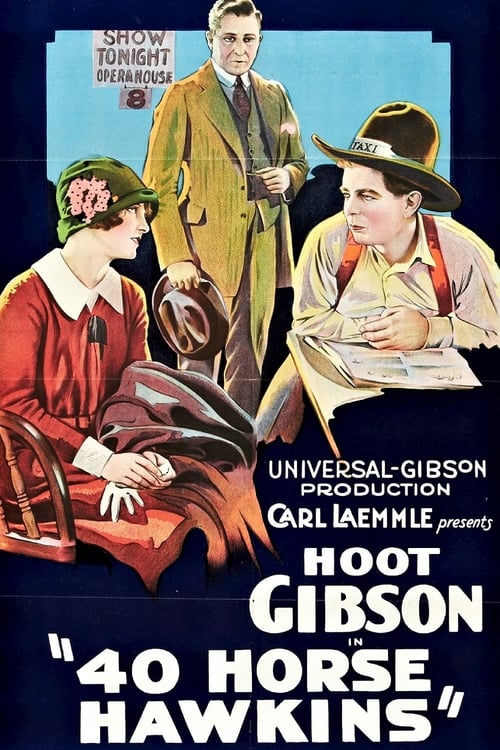 SHOW
TONIGHT
OPERA HOUSE
8
TAXI
UNIVERSAL-GIBSON
PRODUCTION
CARL LAEMMLE presents
HOOT
GIBSON
IN
"40 HORSE
HAWKINS"